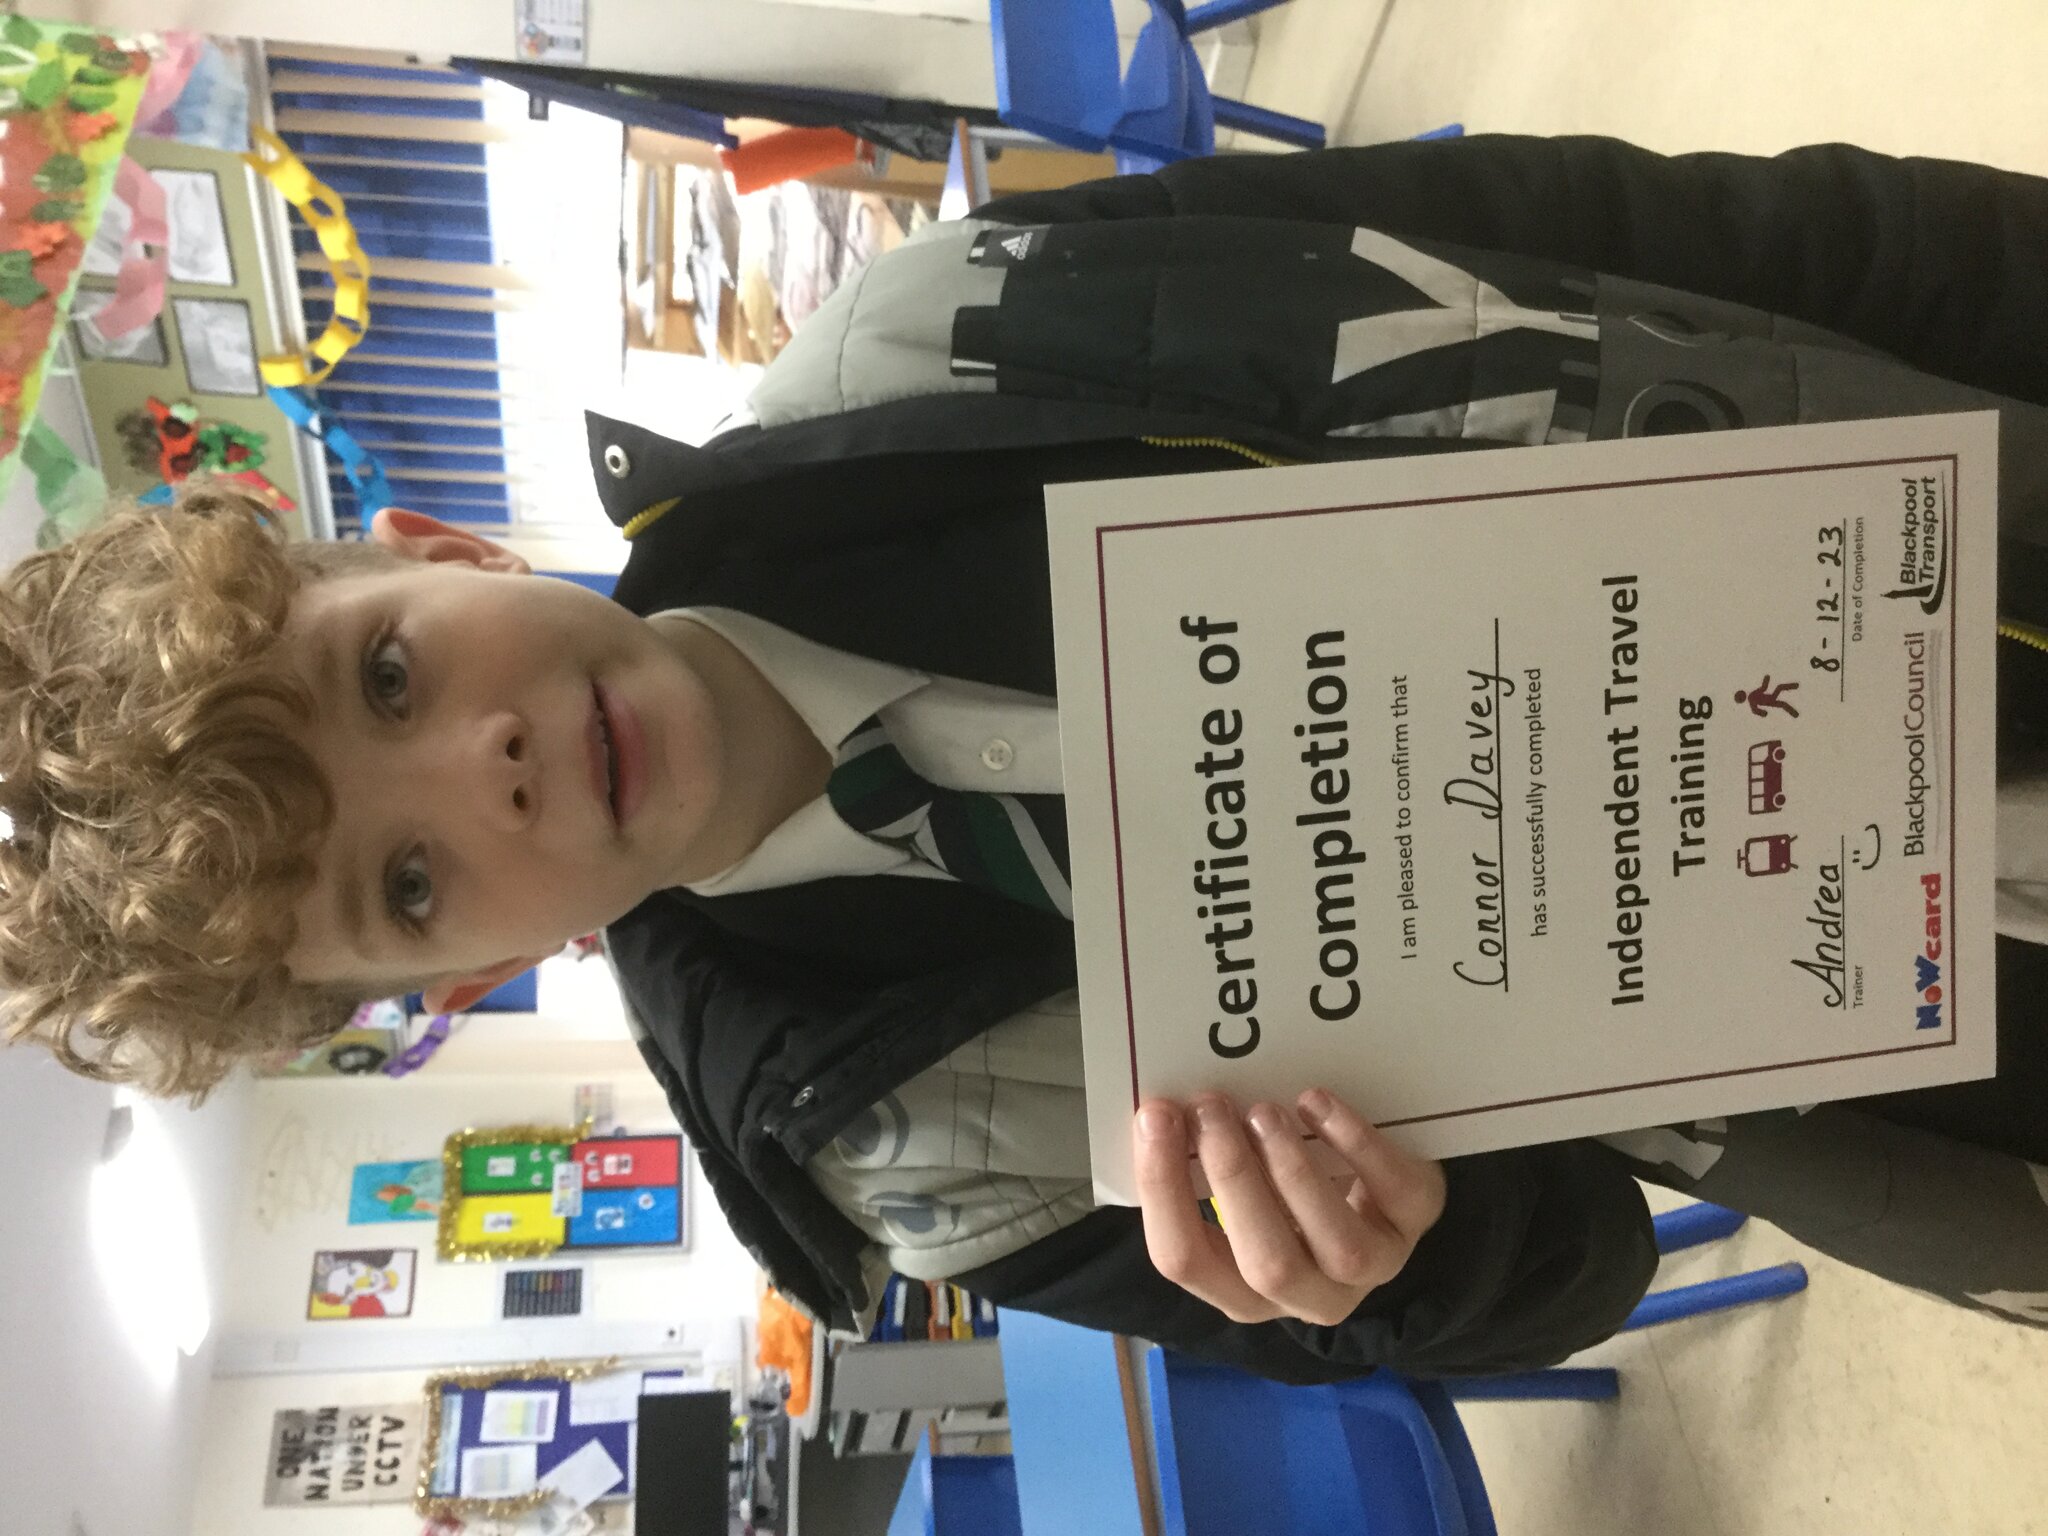 Certificate of
Completion
I am pleased to confirm that
Connor Davey
has successfully completed
Independent Travel
Training
Andrea
Trainer
8-12-23
Date of Completion
NoWcard
BlackpoolCouncil
Blackpool
Transport
adidas
ONE
NATION
UNDER
CCTV